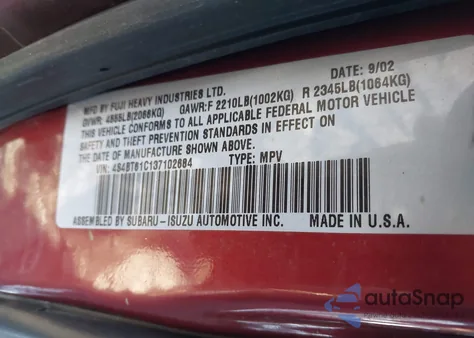 MFD BY FUJI HEAVY INDUSTRIES LTD. DATE: 9/02
GVWR: 4555LB(2066KG) GAWR:F 2210LB(1002KG) R 2345LB(1064KG)
THIS VEHICLE CONFORMS TO ALL APPLICABLE FEDERAL MOTOR VEHICLE
SAFETY AND THEFT PREVENTION STANDARDS IN EFFECT ON THE DATE
OF MANUFACTURE SHOWN ABOVE.
VIN: 4S4BT61C137102684 TYPE: MPV
ASSEMBLED BY SUBARU-ISUZU AUTOMOTIVE INC. MADE IN U.S.A.
autoSnap